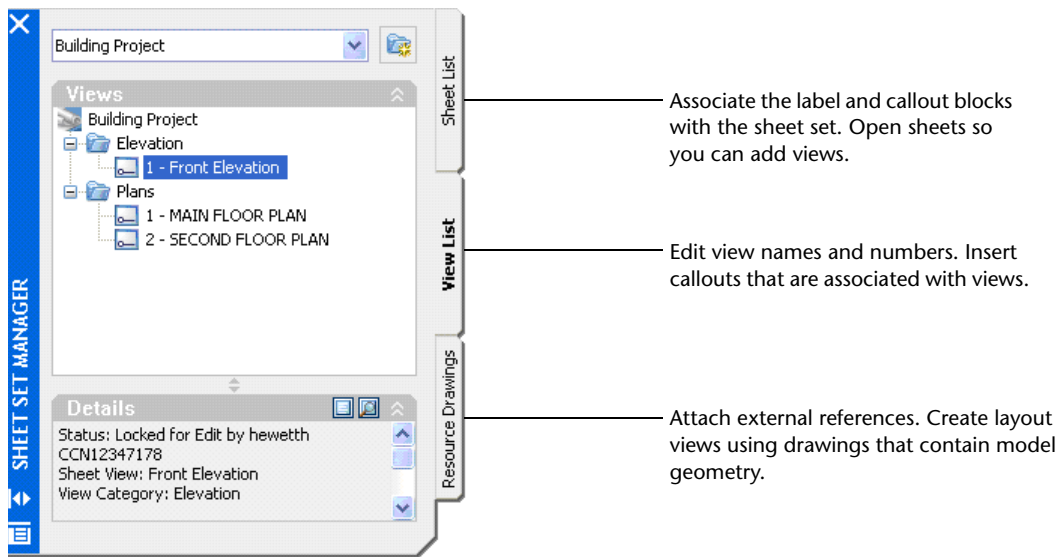 Building Project
Views
Building Project
Elevation
1 - Front Elevation
Plans
1 - MAIN FLOOR PLAN
2 - SECOND FLOOR PLAN
Details
Status: Locked for Edit by hewetth
CCN12347178
Sheet View: Front Elevation
View Category: Elevation
SHEET SET MANAGER
Sheet List
View List
Resource Drawings
Associate the label and callout blocks
with the sheet set. Open sheets so
you can add views.
Edit view names and numbers. Insert
callouts that are associated with views.
Attach external references. Create layout
views using drawings that contain model
geometry.